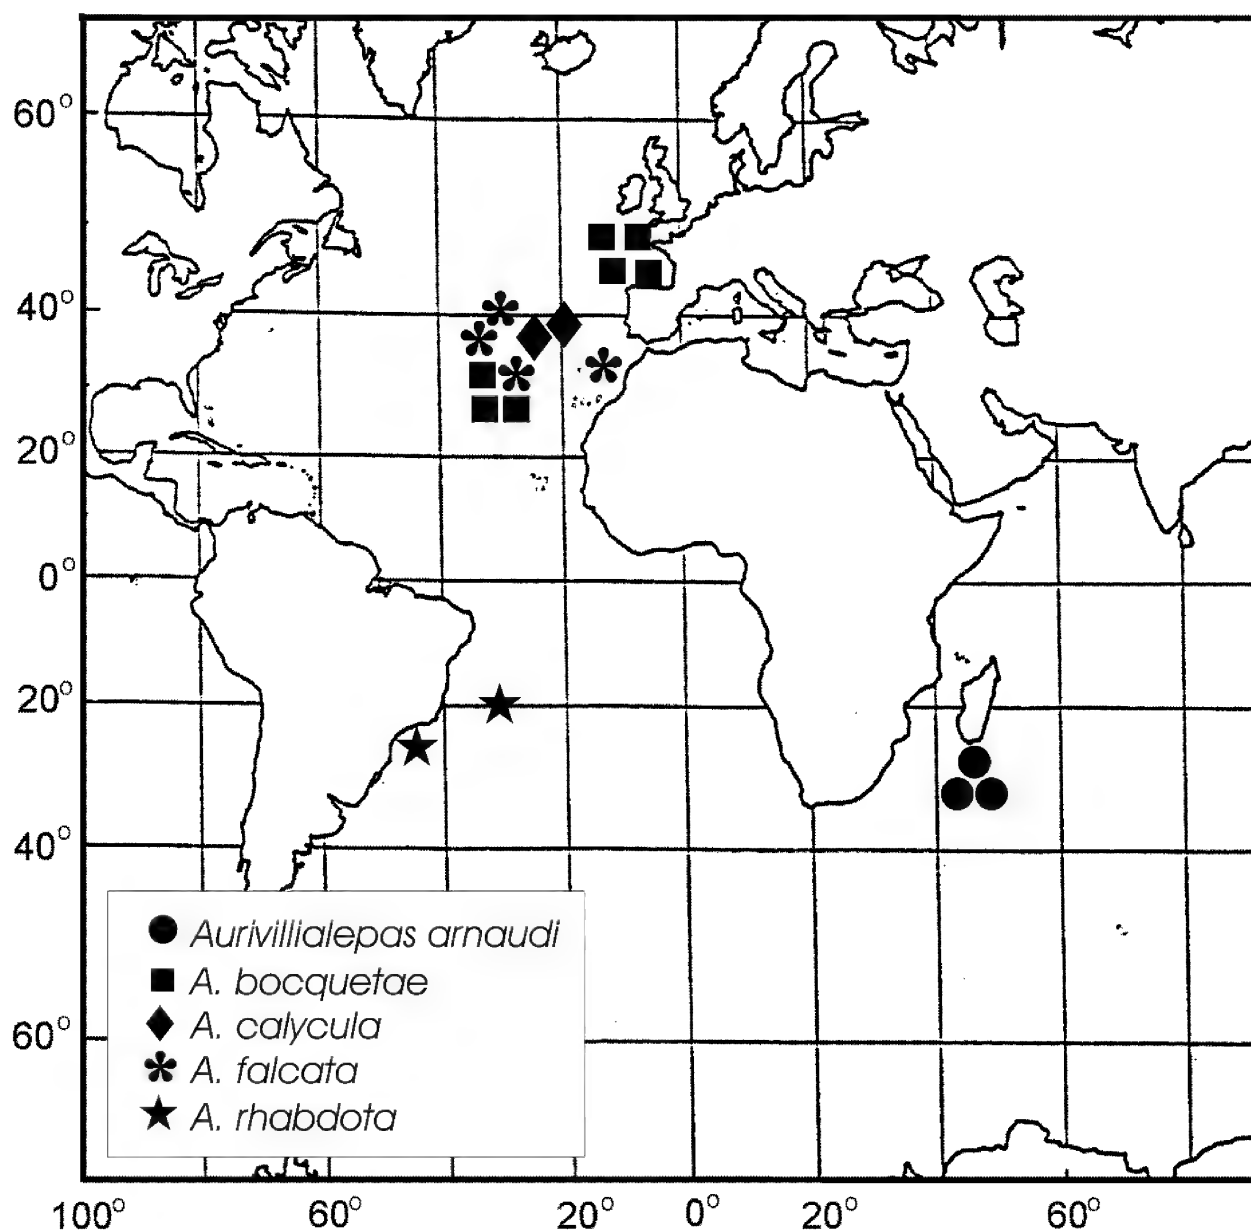 60°
40°
20°
0°
20°
40°
60°
Aurivillialepas arnaudi
A. bocquetae
A. calycula
A. falcata
A. rhabdota
100° 60° 20° 0° 20° 60°